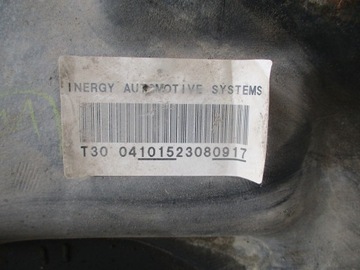 INERGY AUTOMOTIVE SYSTEMS
T30 04101523080917